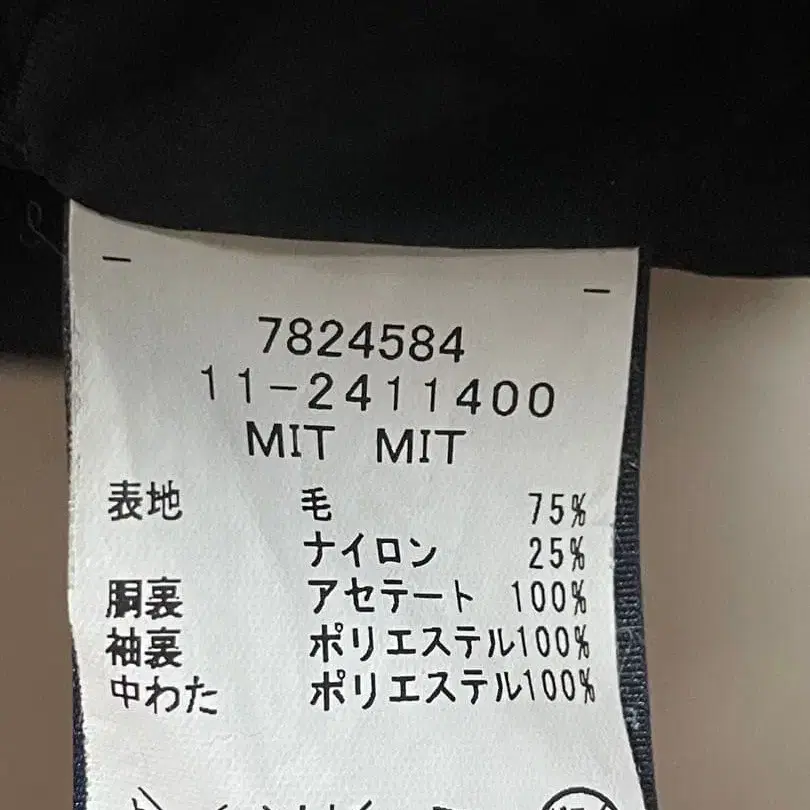 7824584
11-2411400
MIT MIT
表地 毛 75%
ナイロン 25%
胴裏 アセテート 100%
袖裏 ポリエステル100%
中わた ポリエステル100%